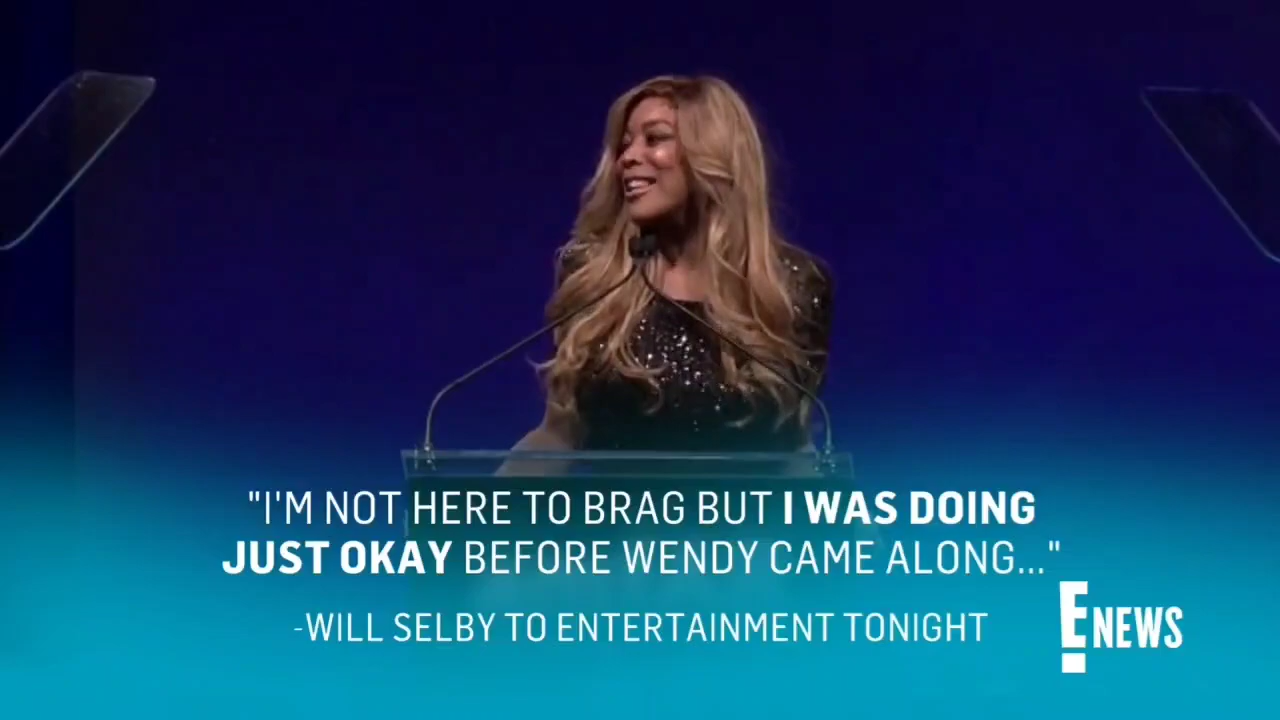 "I'M NOT HERE TO BRAG BUT I WAS DOING
JUST OKAY BEFORE WENDY CAME ALONG..."
-WILL SELBY TO ENTERTAINMENT TONIGHT
E! NEWS